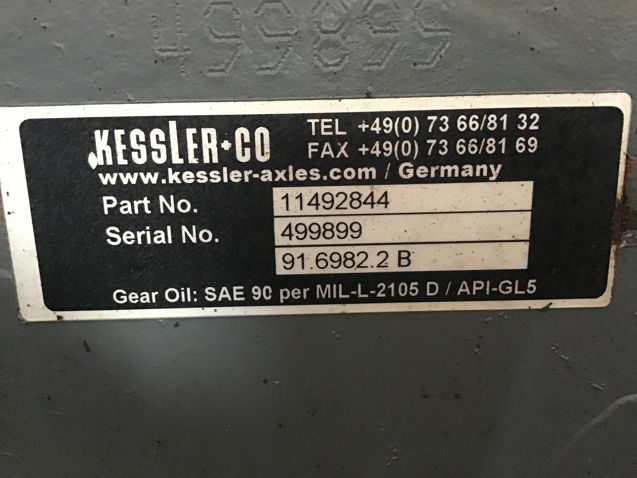 499899
KESSLER+CO
TEL +49(0) 73 66/81 32
FAX +49(0) 73 66/81 69
www.kessler-axles.com / Germany
Part No. 11492844
Serial No. 499899
91.6982.2 B
Gear Oil: SAE 90 per MIL-L-2105 D / API-GL5